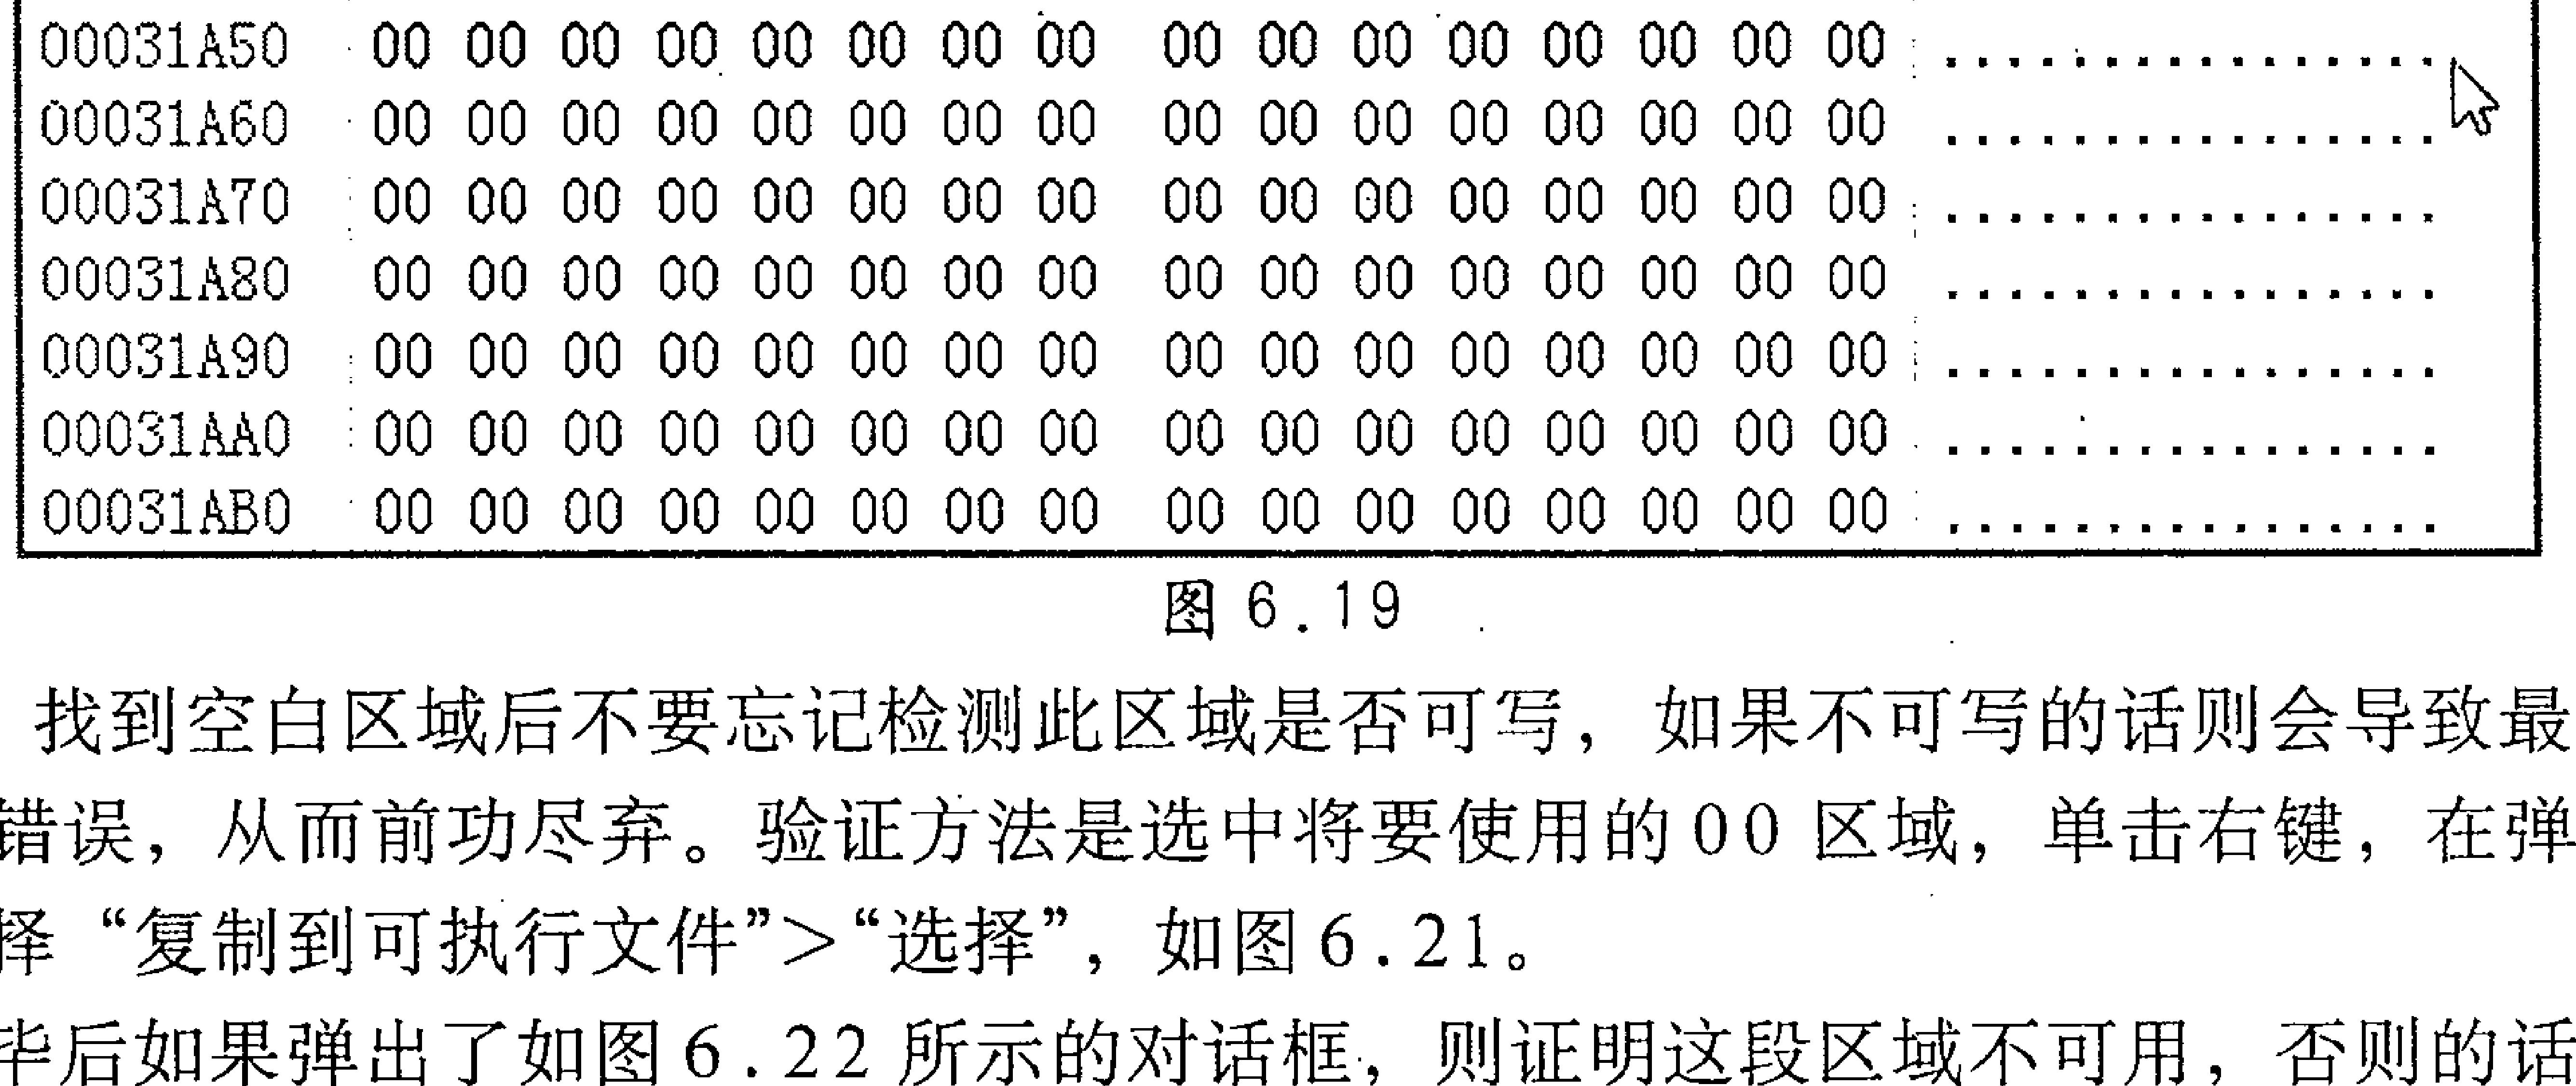 00031A50 00 00 00 00 00 00 00 00 00 00 00 00 00 00 00 00 ................
00031A60 00 00 00 00 00 00 00 00 00 00 00 00 00 00 00 00 ................
00031A70 00 00 00 00 00 00 00 00 00 00 00 00 00 00 00 00 ................
00031A80 00 00 00 00 00 00 00 00 00 00 00 00 00 00 00 00 ................
00031A90 00 00 00 00 00 00 00 00 00 00 00 00 00 00 00 00 ................
00031AA0 00 00 00 00 00 00 00 00 00 00 00 00 00 00 00 00 ................
00031AB0 00 00 00 00 00 00 00 00 00 00 00 00 00 00 00 00 ................
图 6.19
找到空白区域后不要忘记检测此区域是否可写，如果不可写的话则会导致最
错误，从而前功尽弃。验证方法是选中将要使用的00 区域，单击右键，在弹
择“复制到可执行文件”>“选择”，如图6.21。
毕后如果弹出了如图6.22 所示的对话框，则证明这段区域不可用，否则的话